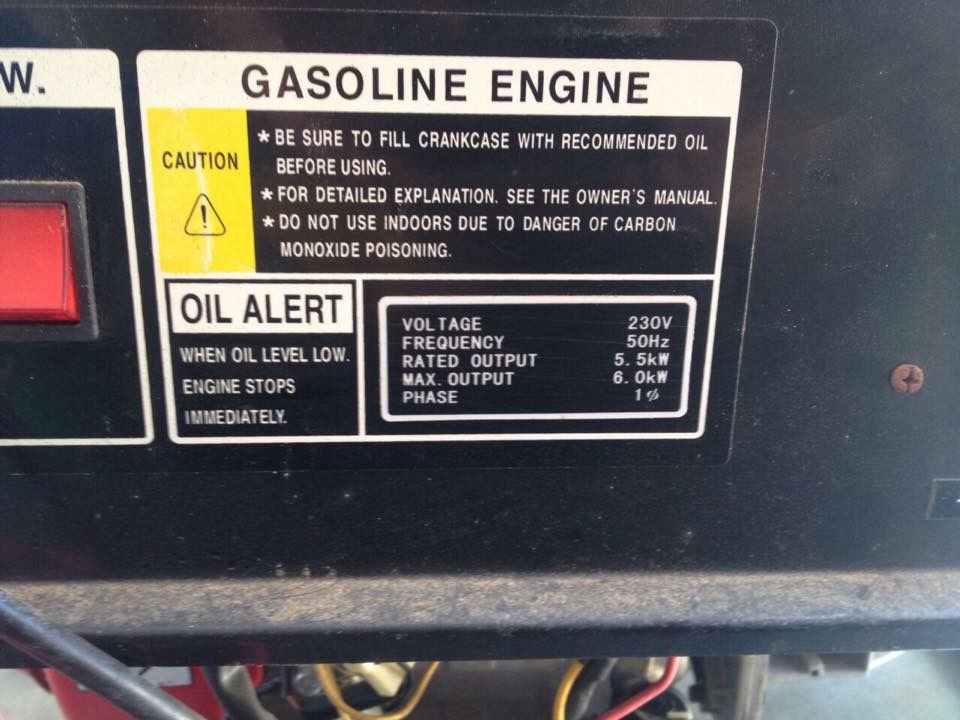 W.
GASOLINE ENGINE
CAUTION
* BE SURE TO FILL CRANKCASE WITH RECOMMENDED OIL
BEFORE USING.
* FOR DETAILED EXPLANATION. SEE THE OWNER'S MANUAL.
* DO NOT USE INDOORS DUE TO DANGER OF CARBON
MONOXIDE POISONING.
OIL ALERT
WHEN OIL LEVEL LOW.
ENGINE STOPS
IMMEDIATELY.
VOLTAGE 230V
FREQUENCY 50Hz
RATED OUTPUT 5.5kW
MAX. OUTPUT 6.0kW
PHASE 1φ